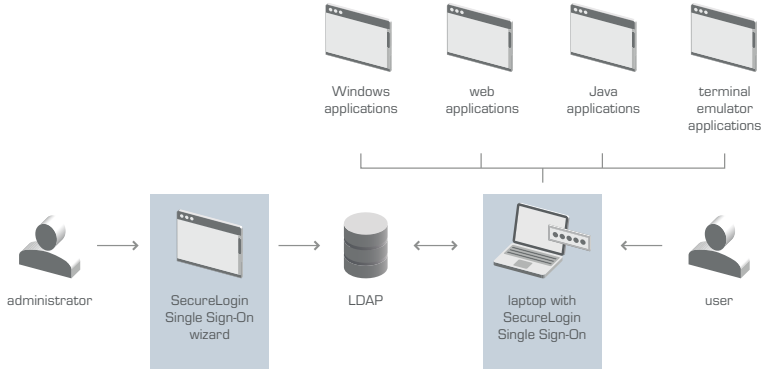 Windows
applications
web
applications
Java
applications
terminal
emulator
applications
administrator
SecureLogin
Single Sign-On
wizard
LDAP
laptop with
SecureLogin
Single Sign-On
user